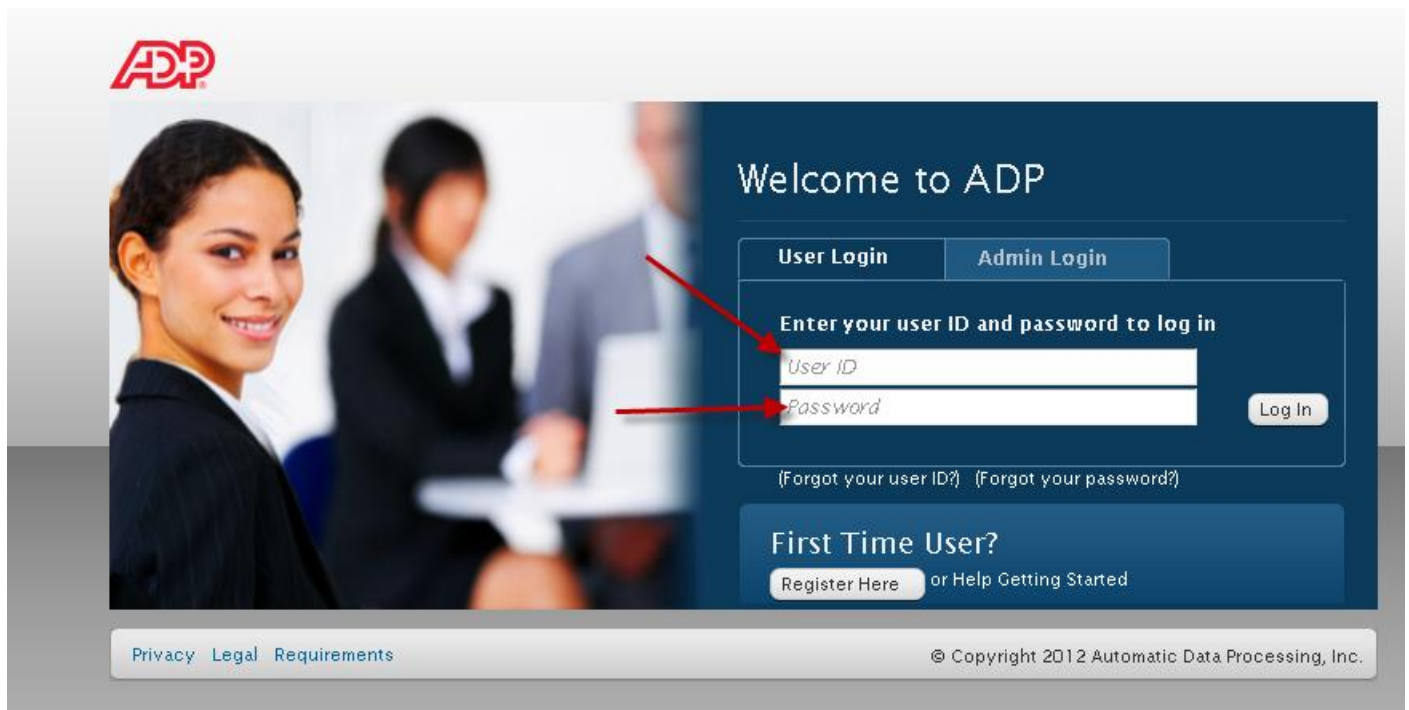 ADP
Welcome to ADP
User Login Admin Login
Enter your user ID and password to log in
User ID
Password
Log In
(Forgot your user ID?) (Forgot your password?)
First Time User?
Register Here or Help Getting Started
Privacy Legal Requirements © Copyright 2012 Automatic Data Processing, Inc.